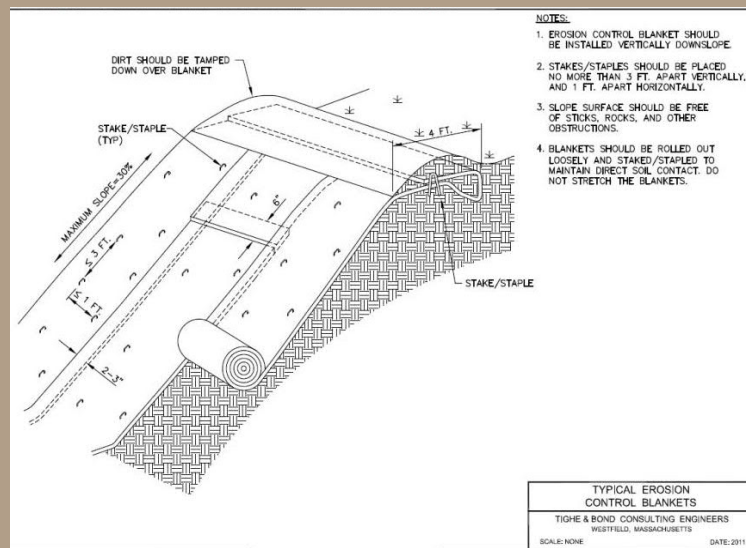 NOTES:
1. EROSION CONTROL BLANKET SHOULD
BE INSTALLED VERTICALLY DOWNSLOPE.
2. STAKES/STAPLES SHOULD BE PLACED
NO MORE THAN 3 FT. APART VERTICALLY,
AND 1 FT. APART HORIZONTALLY.
3. SLOPE SURFACE SHOULD BE FREE
OF STICKS, ROCKS, AND OTHER
OBSTRUCTIONS.
4. BLANKETS SHOULD BE ROLLED OUT
LOOSELY AND STAKED/STAPLED TO
MAINTAIN DIRECT SOIL CONTACT. DO
NOT STRETCH THE BLANKETS.
DIRT SHOULD BE TAMPED
DOWN OVER BLANKET
STAKE/STAPLE
(TYP)
4 FT.
MAXIMUM SLOPE=30%
6"
≤ 3 FT.
≤ 1 FT.
2-3"
STAKE/STAPLE
TYPICAL EROSION
CONTROL BLANKETS
TIGHE & BOND CONSULTING ENGINEERS
WESTFIELD, MASSACHUSETTS
SCALE: NONE
DATE: 2011